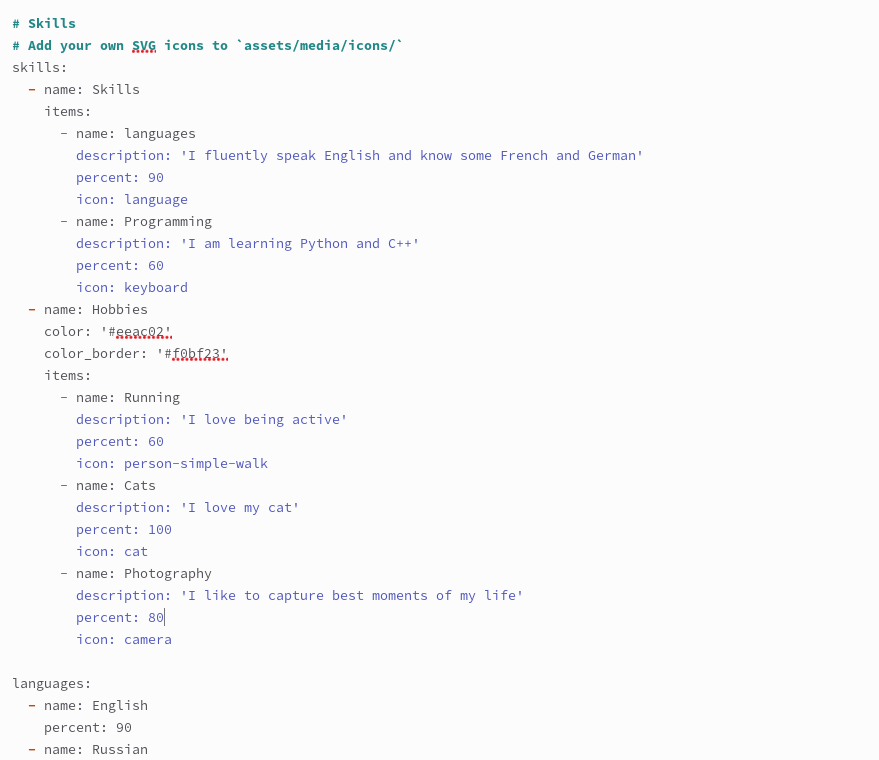 # Skills
# Add your own SVG icons to `assets/media/icons/`
skills:
  - name: Skills
    items:
      - name: languages
        description: 'I fluently speak English and know some French and German'
        percent: 90
        icon: language
      - name: Programming
        description: 'I am learning Python and C++'
        percent: 60
        icon: keyboard
  - name: Hobbies
    color: '#eeac02'
    color_border: '#f0bf23'
    items:
      - name: Running
        description: 'I love being active'
        percent: 60
        icon: person-simple-walk
      - name: Cats
        description: 'I love my cat'
        percent: 100
        icon: cat
      - name: Photography
        description: 'I like to capture best moments of my life'
        percent: 80
        icon: camera

languages:
  - name: English
    percent: 90
  - name: Russian